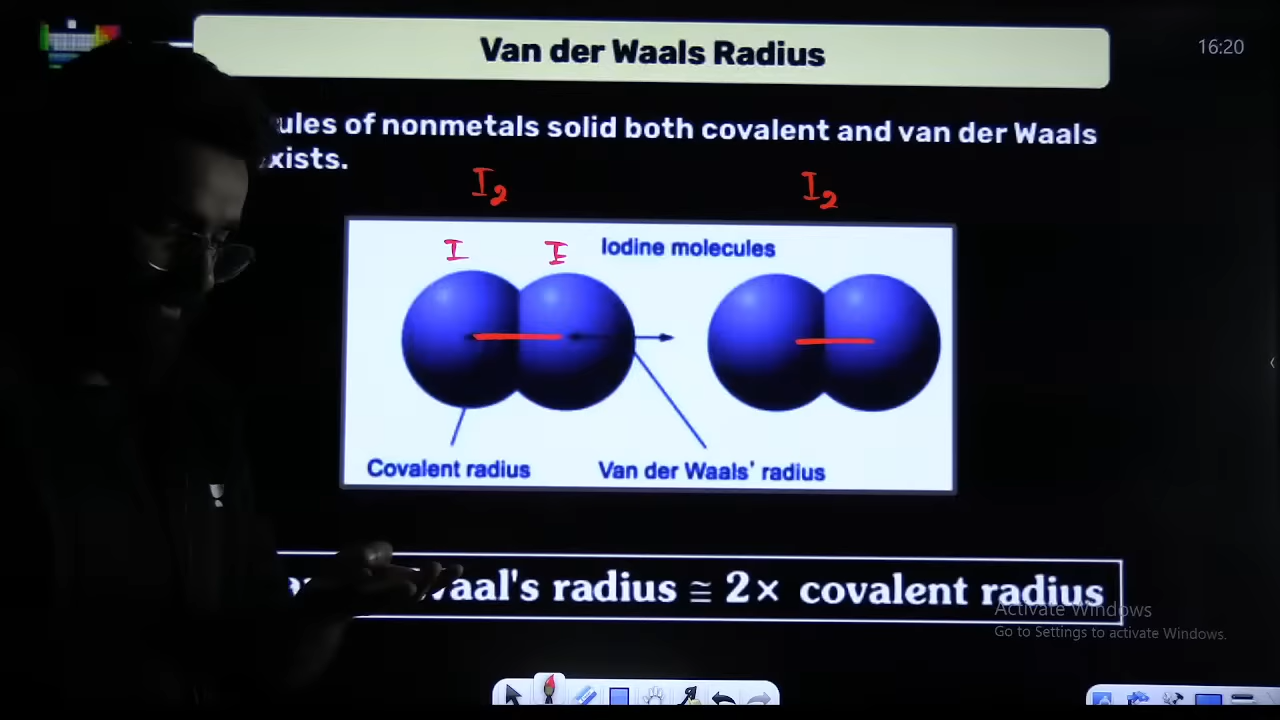 Van der Waals Radius
16:20
ules of nonmetals solid both covalent and van der Waals
xists.
I₂ I₂
I I Iodine molecules
Covalent radius Van der Waals' radius
aal's radius ≅ 2× covalent radius
Activate Windows
Go to Settings to activate Windows.